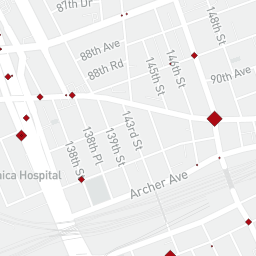 87th Dr
148th St
88th Ave
146th St
88th Rd
145th St
90th Ave
143rd St
139th St
138th Pl
138th St
nica Hospital
Archer Ave